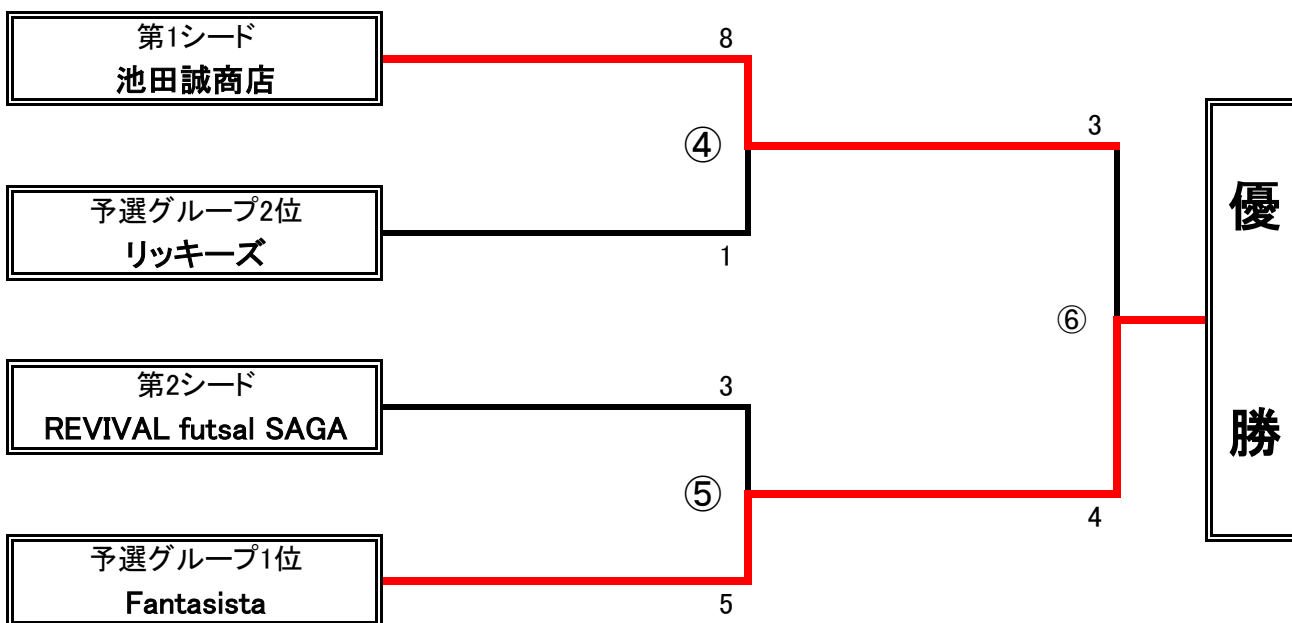 第1シード
池田誠商店
8
④
3
予選グループ2位
リッキーズ
1
優
勝
⑥
第2シード
REVIVAL futsal SAGA
3
⑤
4
予選グループ1位
Fantasista
5